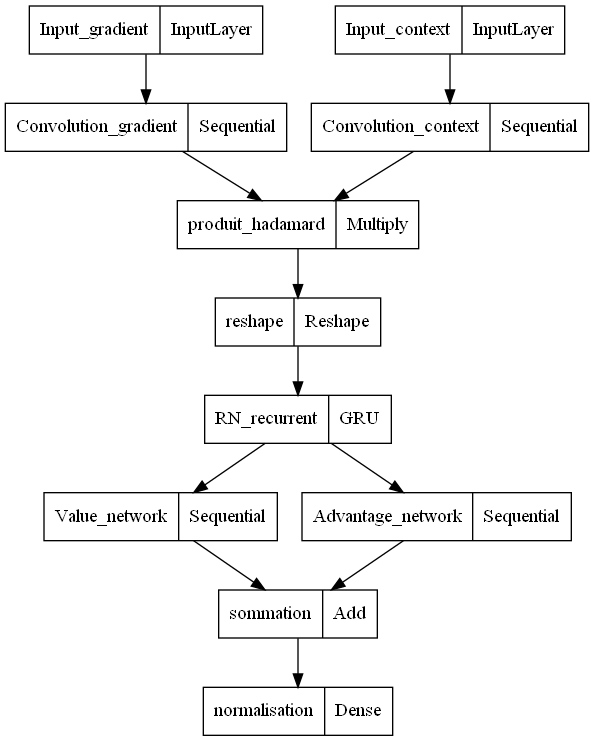 Input_gradient InputLayer Input_context InputLayer
Convolution_gradient Sequential Convolution_context Sequential
produit_hadamard Multiply
reshape Reshape
RN_recurrent GRU
Value_network Sequential Advantage_network Sequential
sommation Add
normalisation Dense